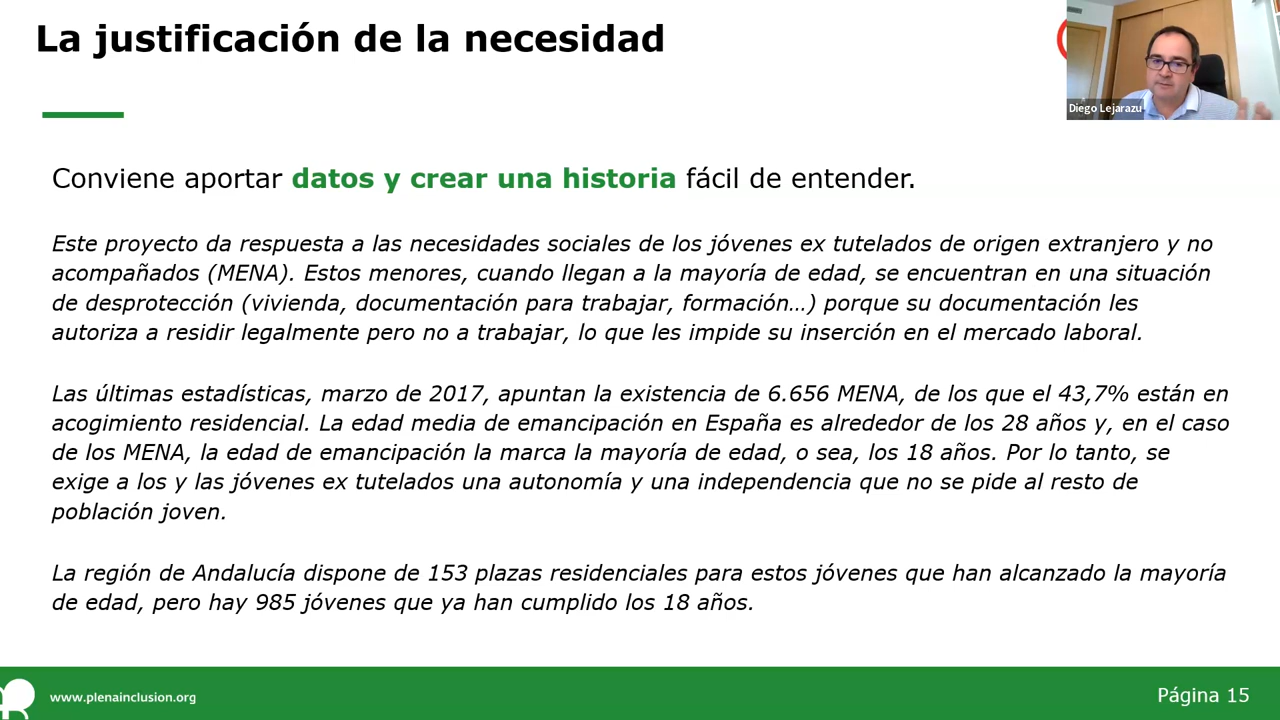 La justificación de la necesidad
Diego Lejarazu
Conviene aportar datos y crear una historia fácil de entender.
Este proyecto da respuesta a las necesidades sociales de los jóvenes ex tutelados de origen extranjero y no
acompañados (MENA). Estos menores, cuando llegan a la mayoría de edad, se encuentran en una situación
de desprotección (vivienda, documentación para trabajar, formación…) porque su documentación les
autoriza a residir legalmente pero no a trabajar, lo que les impide su inserción en el mercado laboral.
Las últimas estadísticas, marzo de 2017, apuntan la existencia de 6.656 MENA, de los que el 43,7% están en
acogimiento residencial. La edad media de emancipación en España es alrededor de los 28 años y, en el caso
de los MENA, la edad de emancipación la marca la mayoría de edad, o sea, los 18 años. Por lo tanto, se
exige a los y las jóvenes ex tutelados una autonomía y una independencia que no se pide al resto de
población joven.
La región de Andalucía dispone de 153 plazas residenciales para estos jóvenes que han alcanzado la mayoría
de edad, pero hay 985 jóvenes que ya han cumplido los 18 años.
www.plenainclusion.org
Página 15